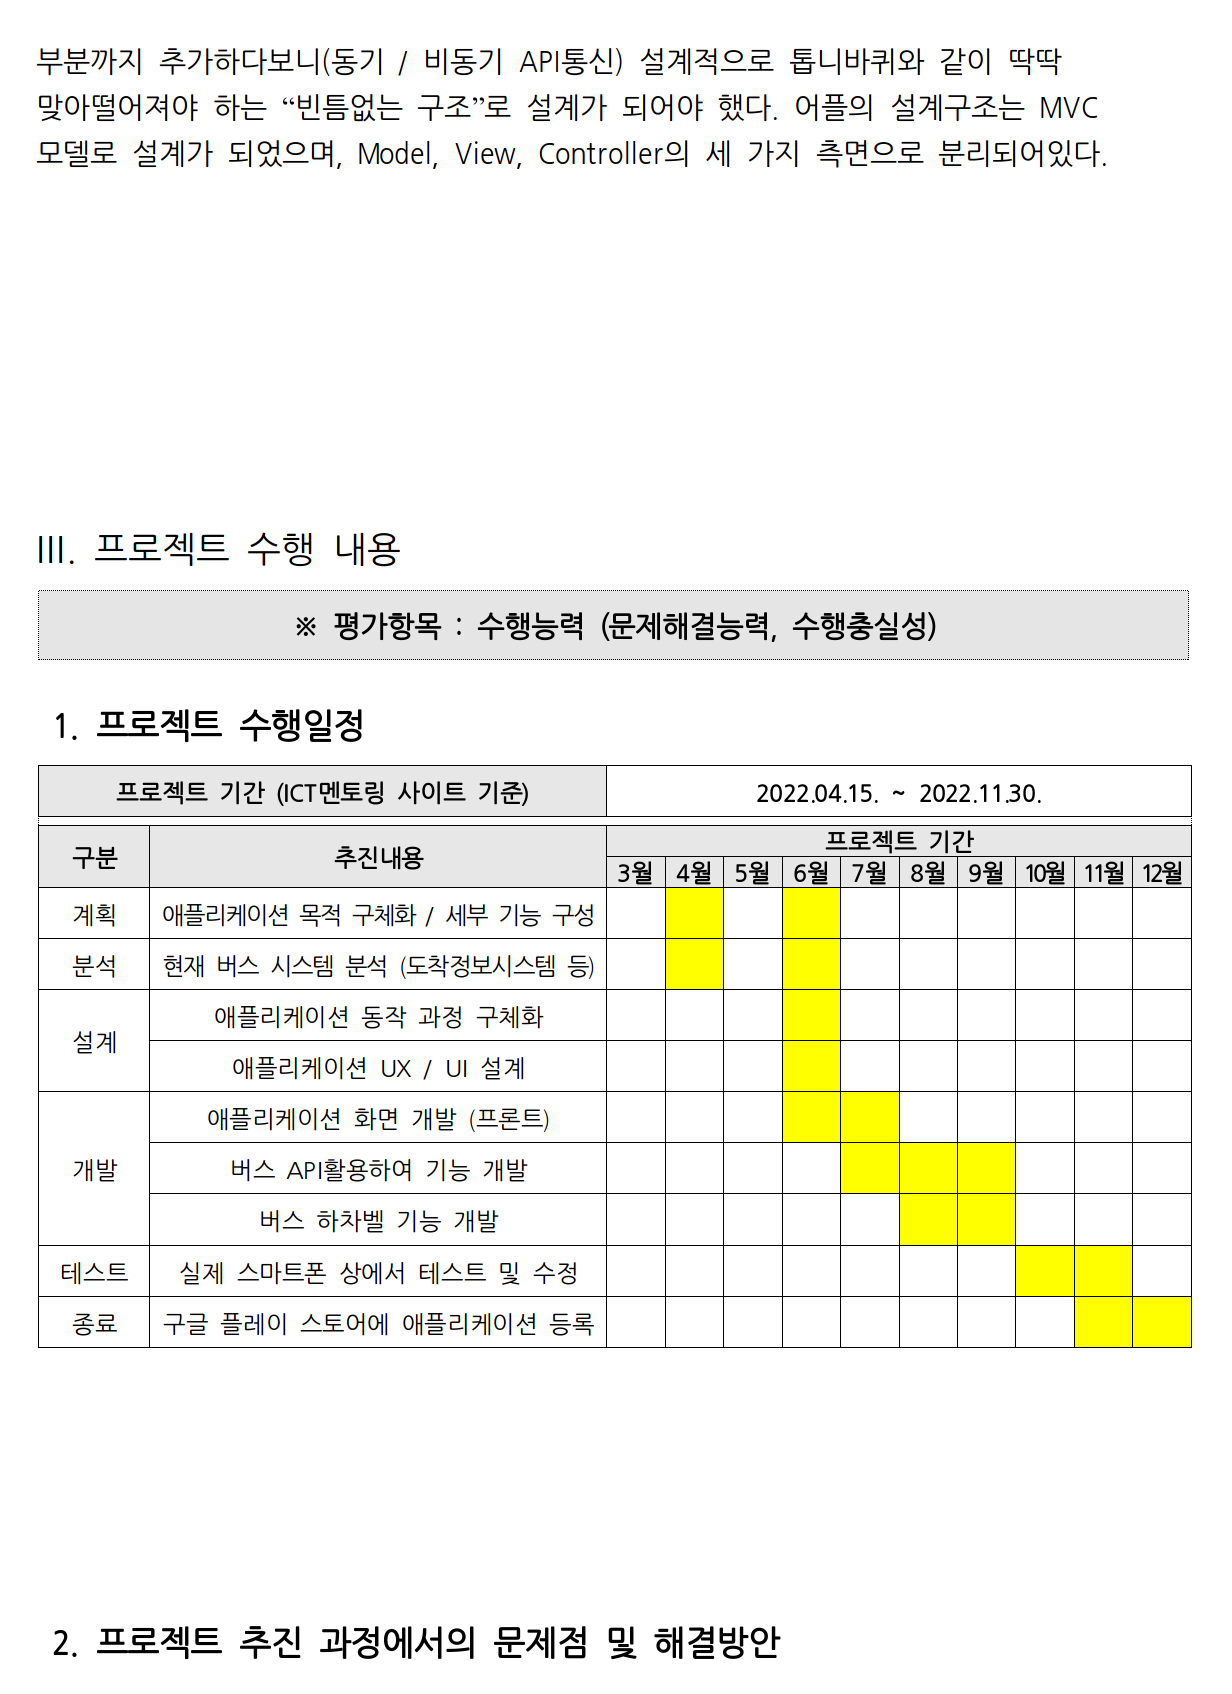 부분까지 추가하다보니(동기 / 비동기 API통신) 설계적으로 톱니바퀴와 같이 딱딱
맞아떨어져야 하는 “빈틈없는 구조”로 설계가 되어야 했다. 어플의 설계구조는 MVC
모델로 설계가 되었으며, Model, View, Controller의 세 가지 측면으로 분리되어있다.
III. 프로젝트 수행 내용
※ 평가항목 : 수행능력 (문제해결능력, 수행충실성)
1. 프로젝트 수행일정
프로젝트 기간 (ICT멘토링 사이트 기준) 2022.04.15. ~ 2022.11.30.
구분 추진내용 프로젝트 기간
3월 4월 5월 6월 7월 8월 9월 10월 11월 12월
계획 애플리케이션 목적 구체화 / 세부 기능 구성
분석 현재 버스 시스템 분석 (도착정보시스템 등)
설계 애플리케이션 동작 과정 구체화
애플리케이션 UX / UI 설계
애플리케이션 화면 개발 (프론트)
개발 버스 API활용하여 기능 개발
버스 하차벨 기능 개발
테스트 실제 스마트폰 상에서 테스트 및 수정
종료 구글 플레이 스토어에 애플리케이션 등록
2. 프로젝트 추진 과정에서의 문제점 및 해결방안